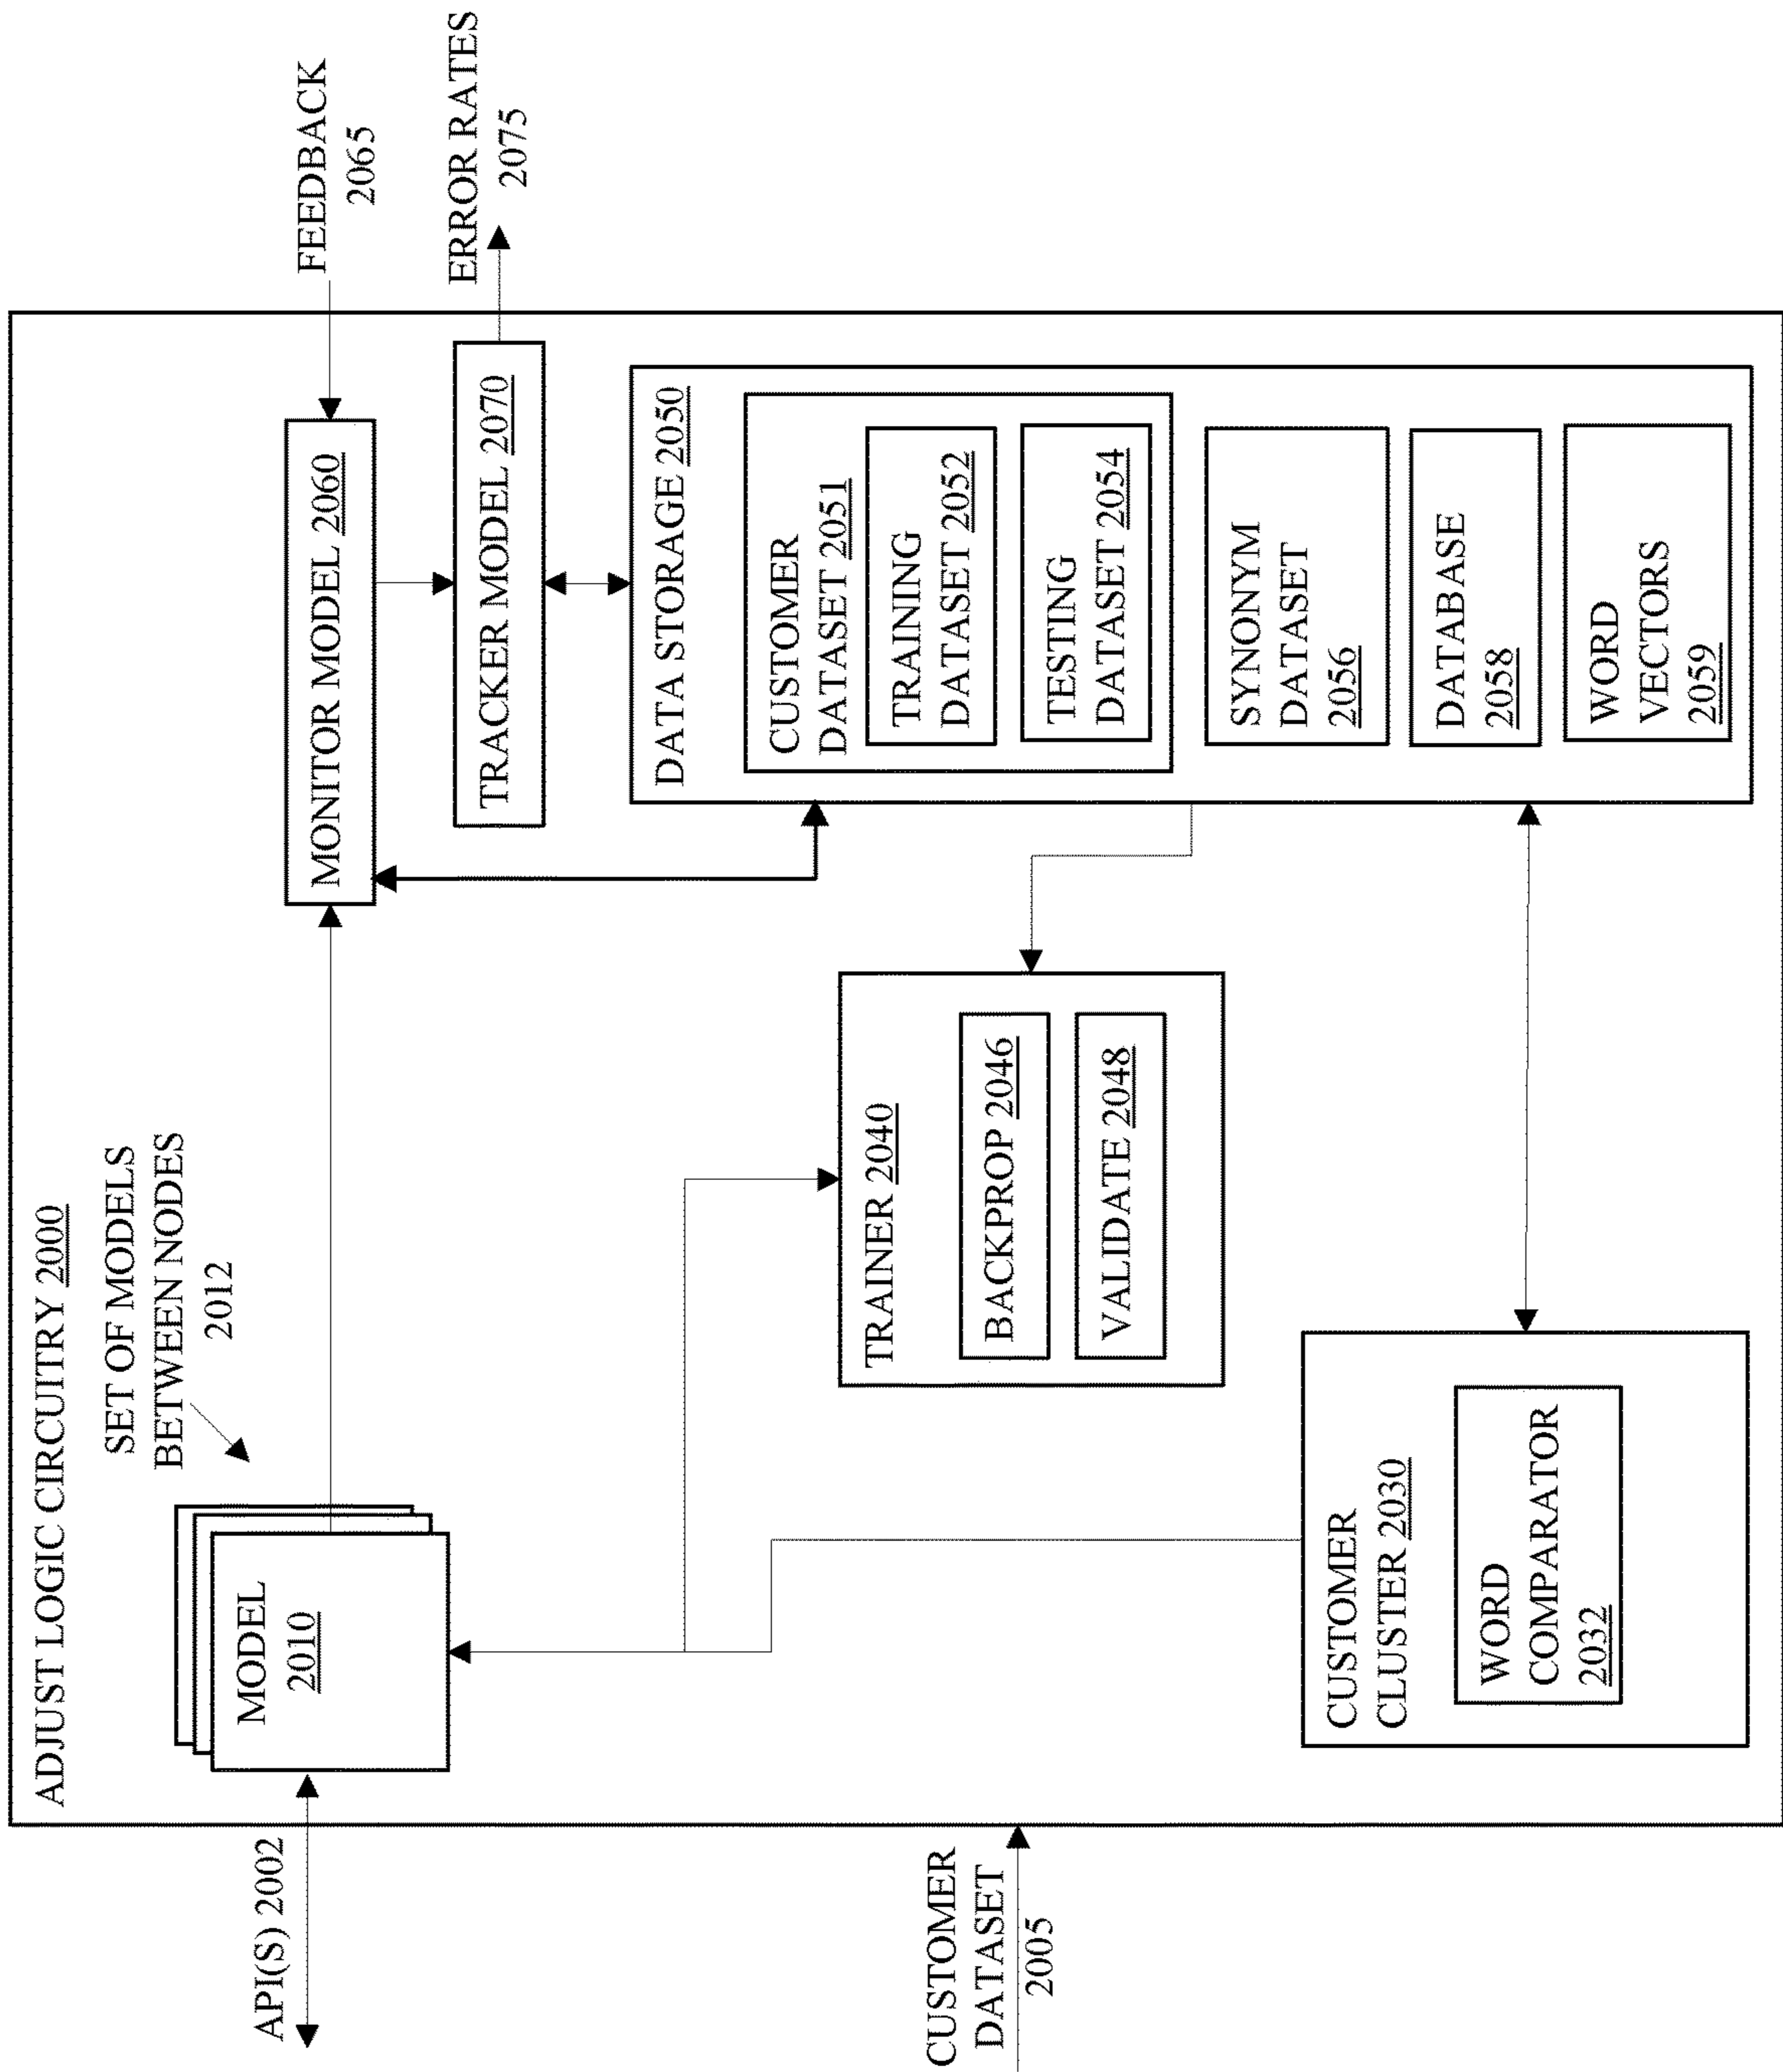 ADJUST LOGIC CIRCUITRY 2000
SET OF MODELS
BETWEEN NODES
2012
API(S) 2002
MODEL
2010
MONITOR MODEL 2060
FEEDBACK
2065
TRACKER MODEL 2070
ERROR RATES
2075
DATA STORAGE 2050
CUSTOMER
DATASET 2051
TRAINING
DATASET 2052
TESTING
DATASET 2054
SYNONYM
DATASET
2056
DATABASE
2058
WORD
VECTORS
2059
TRAINER 2040
BACKPROP 2046
VALIDATE 2048
CUSTOMER
DATASET
2005
CUSTOMER
CLUSTER 2030
WORD
COMPARATOR
2032